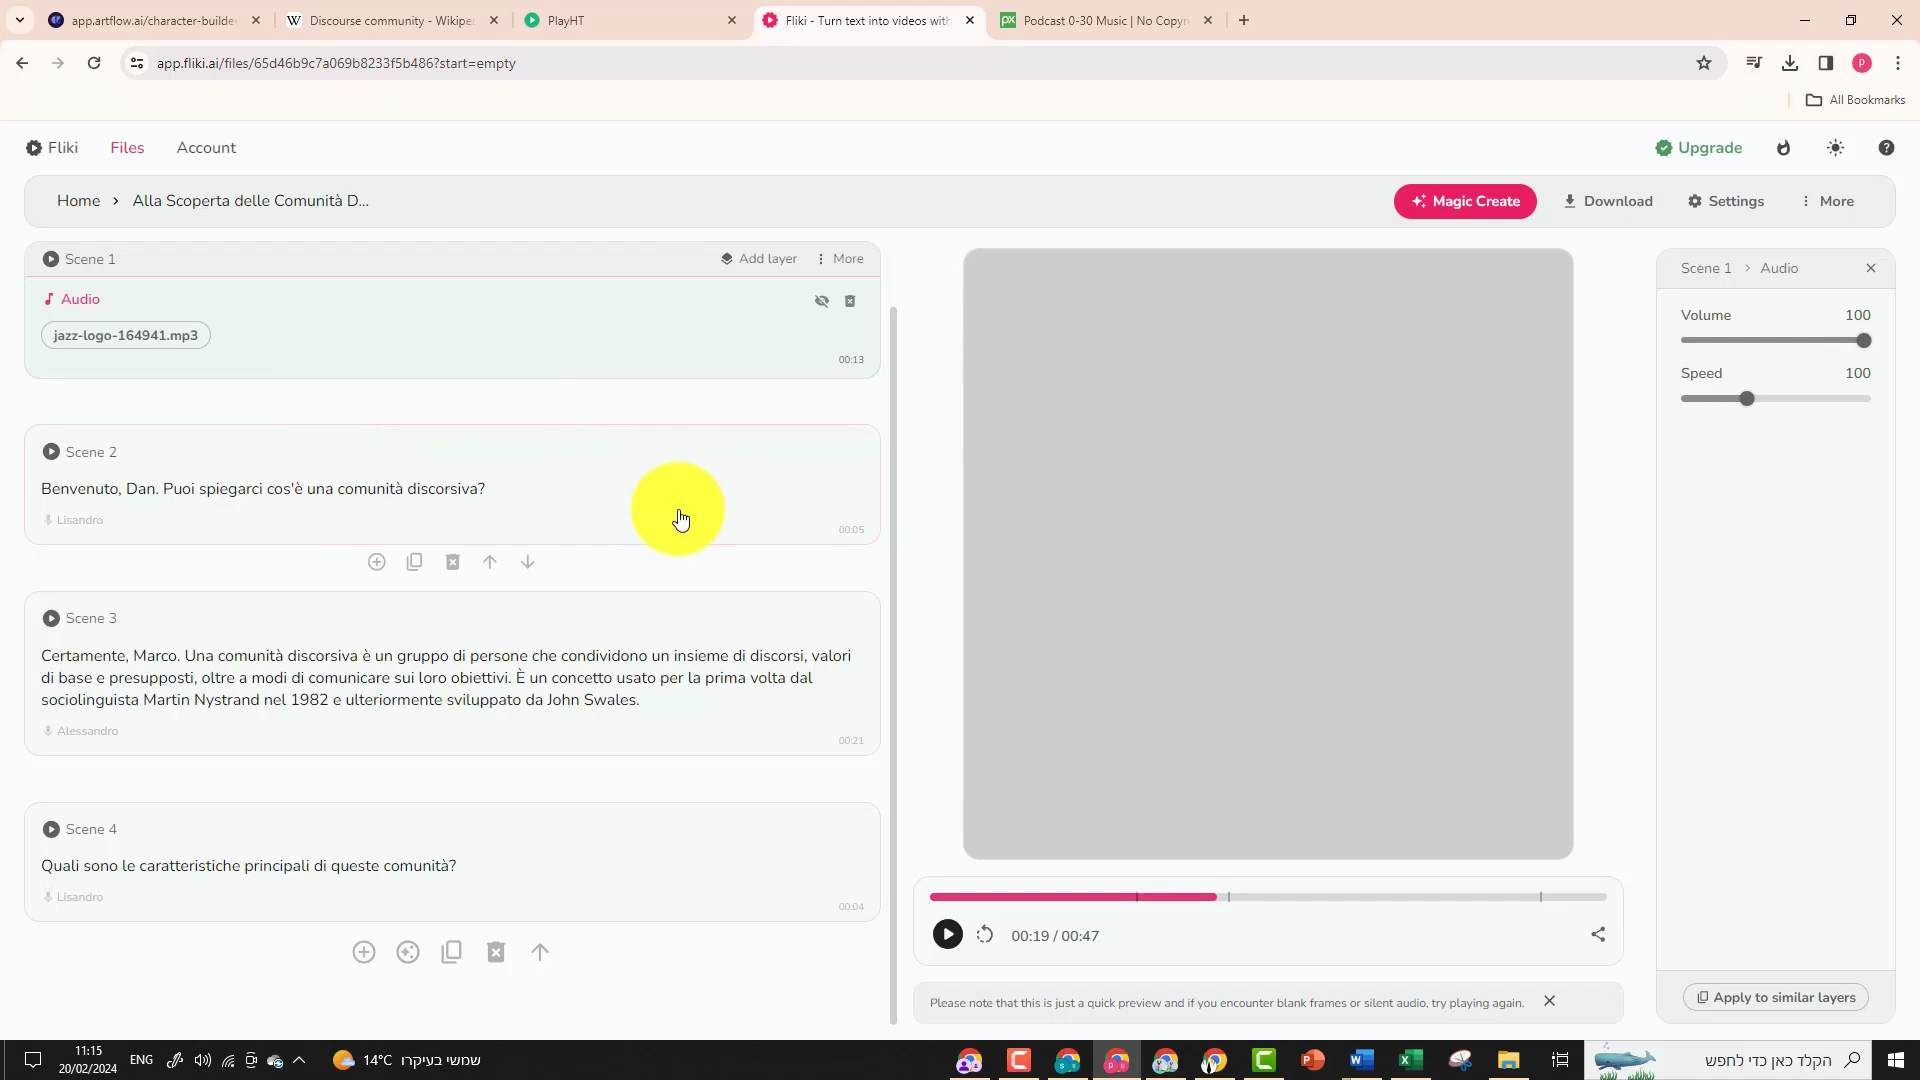 app.artflow.ai/character-builde
Discourse community - Wikipe
PlayHT
Fliki - Turn text into videos with
Podcast 0-30 Music | No Copyr
app.fliki.ai/files/65d46b9c7a069b8233f5b486?start=empty
P
All Bookmarks
Fliki
Files
Account
Upgrade
Home › Alla Scoperta delle Comunità D...
Magic Create
Download
Settings
More
Scene 1
Add layer
More
Audio
jazz-logo-164941.mp3
00:13
Scene 2
Benvenuto, Dan. Puoi spiegarci cos'è una comunità discorsiva?
Lisandro
00:05
Scene 3
Certamente, Marco. Una comunità discorsiva è un gruppo di persone che condividono un insieme di discorsi, valori
di base e presupposti, oltre a modi di comunicare sui loro obiettivi. È un concetto usato per la prima volta dal
sociolinguista Martin Nystrand nel 1982 e ulteriormente sviluppato da John Swales.
Alessandro
00:21
Scene 4
Quali sono le caratteristiche principali di queste comunità?
Lisandro
00:04
00:19 / 00:47
Please note that this is just a quick preview and if you encounter blank frames or silent audio, try playing again.
Scene 1 › Audio
Volume 100
Speed 100
Apply to similar layers
11:15
20/02/2024
ENG
14°C שמשי בעיקרו
הקלד כאן כדי לחפש